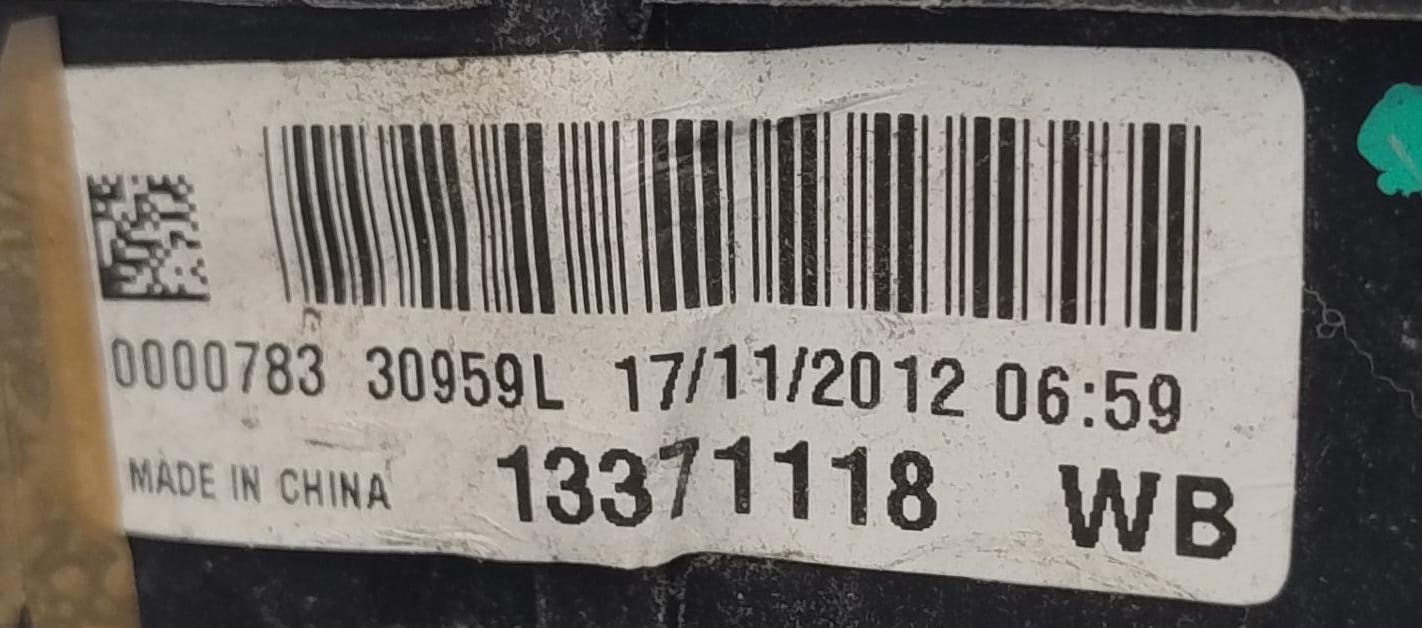 0000783 30959L 17/11/2012 06:59
MADE IN CHINA 13371118 WB